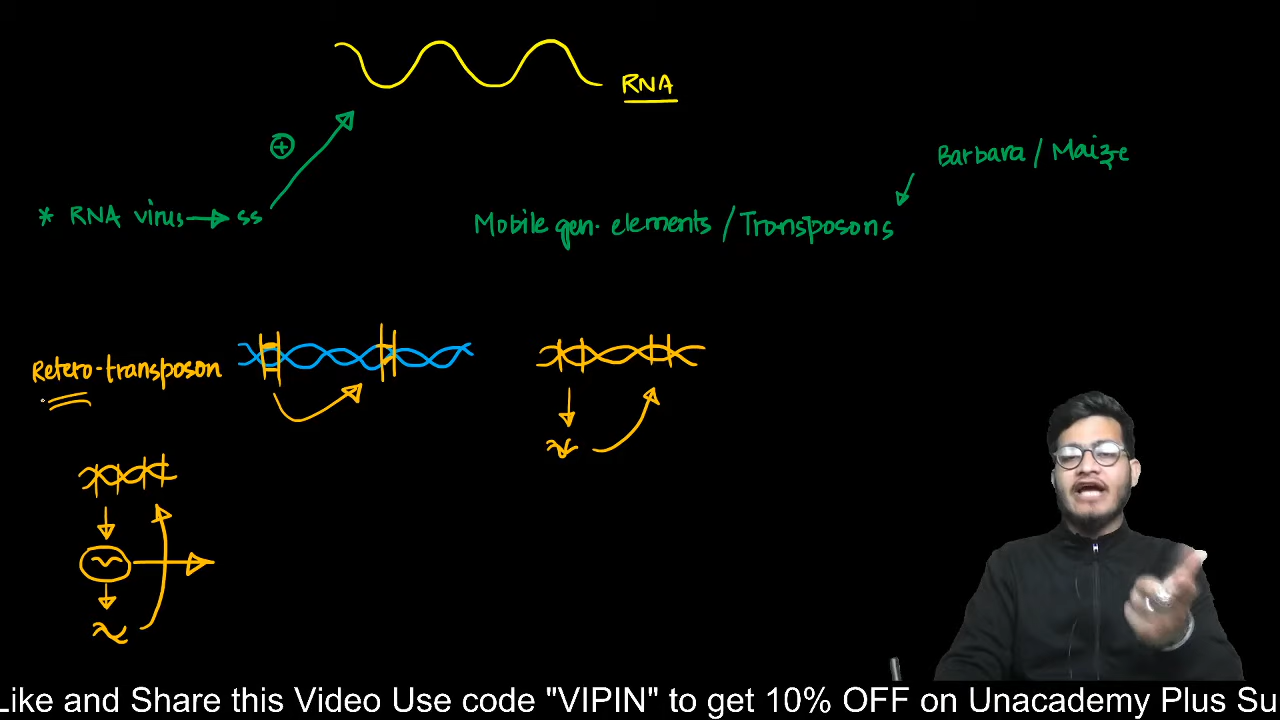 RNA
⊕
Barbara / Maize
* RNA virus → ss
Mobile gen. elements / Transposons
Retero-transposon
Like and Share this Video Use code "VIPIN" to get 10% OFF on Unacademy Plus Su